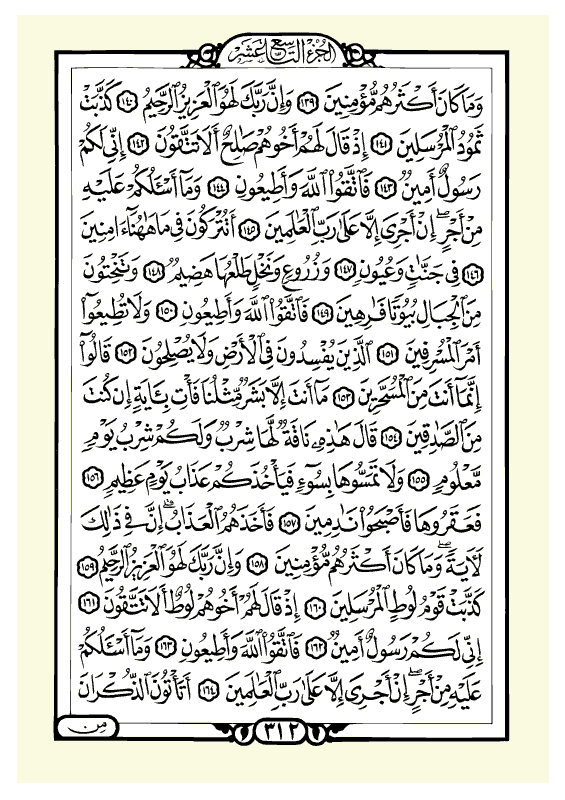 الجزء التاسع عشر
وَمَا كَانَ أَكْثَرُهُم مُّؤْمِنِينَ ١٣٩ وَإِنَّ رَبَّكَ لَهُوَ الْعَزِيزُ الرَّحِيمُ ١٤٠ كَذَّبَتْ
ثَمُودُ الْمُرْسَلِينَ ١٤١ إِذْ قَالَ لَهُمْ أَخُوهُمْ صَالِحٌ أَلَا تَتَّقُونَ ١٤٢ إِنِّي لَكُمْ
رَسُولٌ أَمِينٌ ١٤٣ فَاتَّقُوا اللَّهَ وَأَطِيعُونِ ١٤٤ وَمَا أَسْـَٔلُكُمْ عَلَيْهِ
مِنْ أَجْرٍ ۖ إِنْ أَجْرِيَ إِلَّا عَلَىٰ رَبِّ الْعَالَمِينَ ١٤٥ أَتُتْرَكُونَ فِي مَا هَاهُنَا ءَامِنِينَ
١٤٦ فِي جَنَّاتٍ وَعُيُونٍ ١٤٧ وَزُرُوعٍ وَنَخْلٍ طَلْعُهَا هَضِيمٌ ١٤٨ وَتَنْحِتُونَ
مِنَ الْجِبَالِ بُيُوتًا فَارِهِينَ ١٤٩ فَاتَّقُوا اللَّهَ وَأَطِيعُونِ ١٥٠ وَلَا تُطِيعُوا
أَمْرَ الْمُسْرِفِينَ ١٥١ الَّذِينَ يُفْسِدُونَ فِي الْأَرْضِ وَلَا يُصْلِحُونَ ١٥٢ قَالُوا
إِنَّمَا أَنتَ مِنَ الْمُسَحَّرِينَ ١٥٣ مَا أَنتَ إِلَّا بَشَرٌ مِّثْلُنَا فَأْتِ بِـَٔايَةٍ إِن كُنتَ
مِنَ الصَّادِقِينَ ١٥٤ قَالَ هَٰذِهِ نَاقَةٌ لَّهَا شِرْبٌ وَلَكُمْ شِرْبُ يَوْمٍ
مَّعْلُومٍ ١٥٥ وَلَا تَمَسُّوهَا بِسُوءٍ فَيَأْخُذَكُمْ عَذَابُ يَوْمٍ عَظِيمٍ ١٥٦
فَعَقَرُوهَا فَأَصْبَحُوا نَادِمِينَ ١٥٧ فَأَخَذَهُمُ الْعَذَابُ ۗ إِنَّ فِي ذَٰلِكَ
لَآيَةً ۖ وَمَا كَانَ أَكْثَرُهُم مُّؤْمِنِينَ ١٥٨ وَإِنَّ رَبَّكَ لَهُوَ الْعَزِيزُ الرَّحِيمُ ١٥٩
كَذَّبَتْ قَوْمُ لُوطٍ الْمُرْسَلِينَ ١٦٠ إِذْ قَالَ لَهُمْ أَخُوهُمْ لُوطٌ أَلَا تَتَّقُونَ ١٦١
إِنِّي لَكُمْ رَسُولٌ أَمِينٌ ١٦٢ فَاتَّقُوا اللَّهَ وَأَطِيعُونِ ١٦٣ وَمَا أَسْـَٔلُكُمْ
عَلَيْهِ مِنْ أَجْرٍ ۖ إِنْ أَجْرِيَ إِلَّا عَلَىٰ رَبِّ الْعَالَمِينَ ١٦٤ أَتَأْتُونَ الذُّكْرَانَ
مِنَ
٣١٢